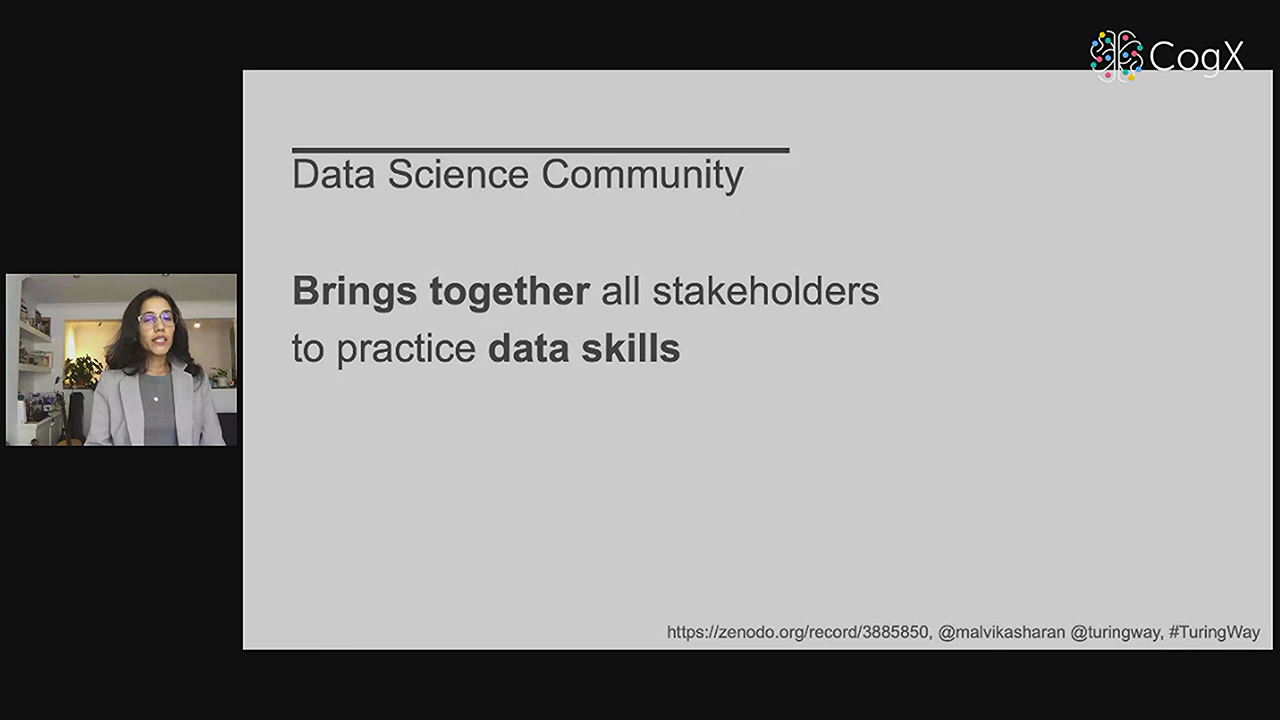 CogX
Data Science Community
Brings together all stakeholders
to practice data skills
https://zenodo.org/record/3885850, @malvikasharan @turingway, #TuringWay